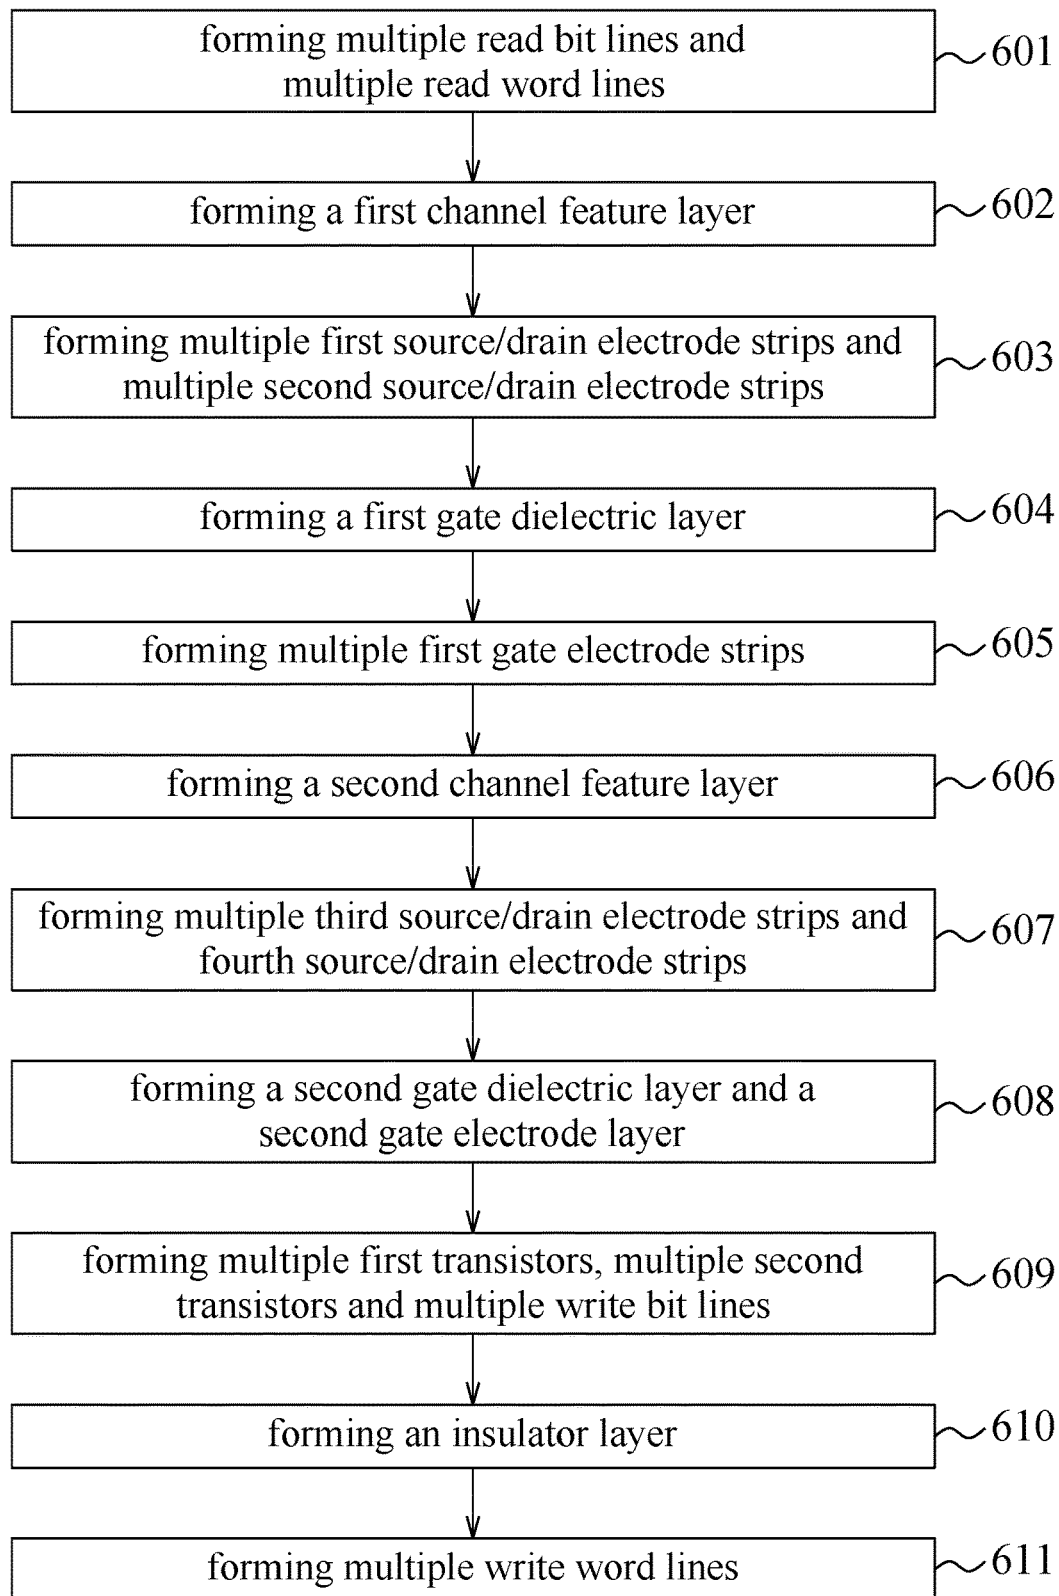 forming multiple read bit lines and
multiple read word lines
601
forming a first channel feature layer
602
forming multiple first source/drain electrode strips and
multiple second source/drain electrode strips
603
forming a first gate dielectric layer
604
forming multiple first gate electrode strips
605
forming a second channel feature layer
606
forming multiple third source/drain electrode strips and
fourth source/drain electrode strips
607
forming a second gate dielectric layer and a
second gate electrode layer
608
forming multiple first transistors, multiple second
transistors and multiple write bit lines
609
forming an insulator layer
610
forming multiple write word lines
611